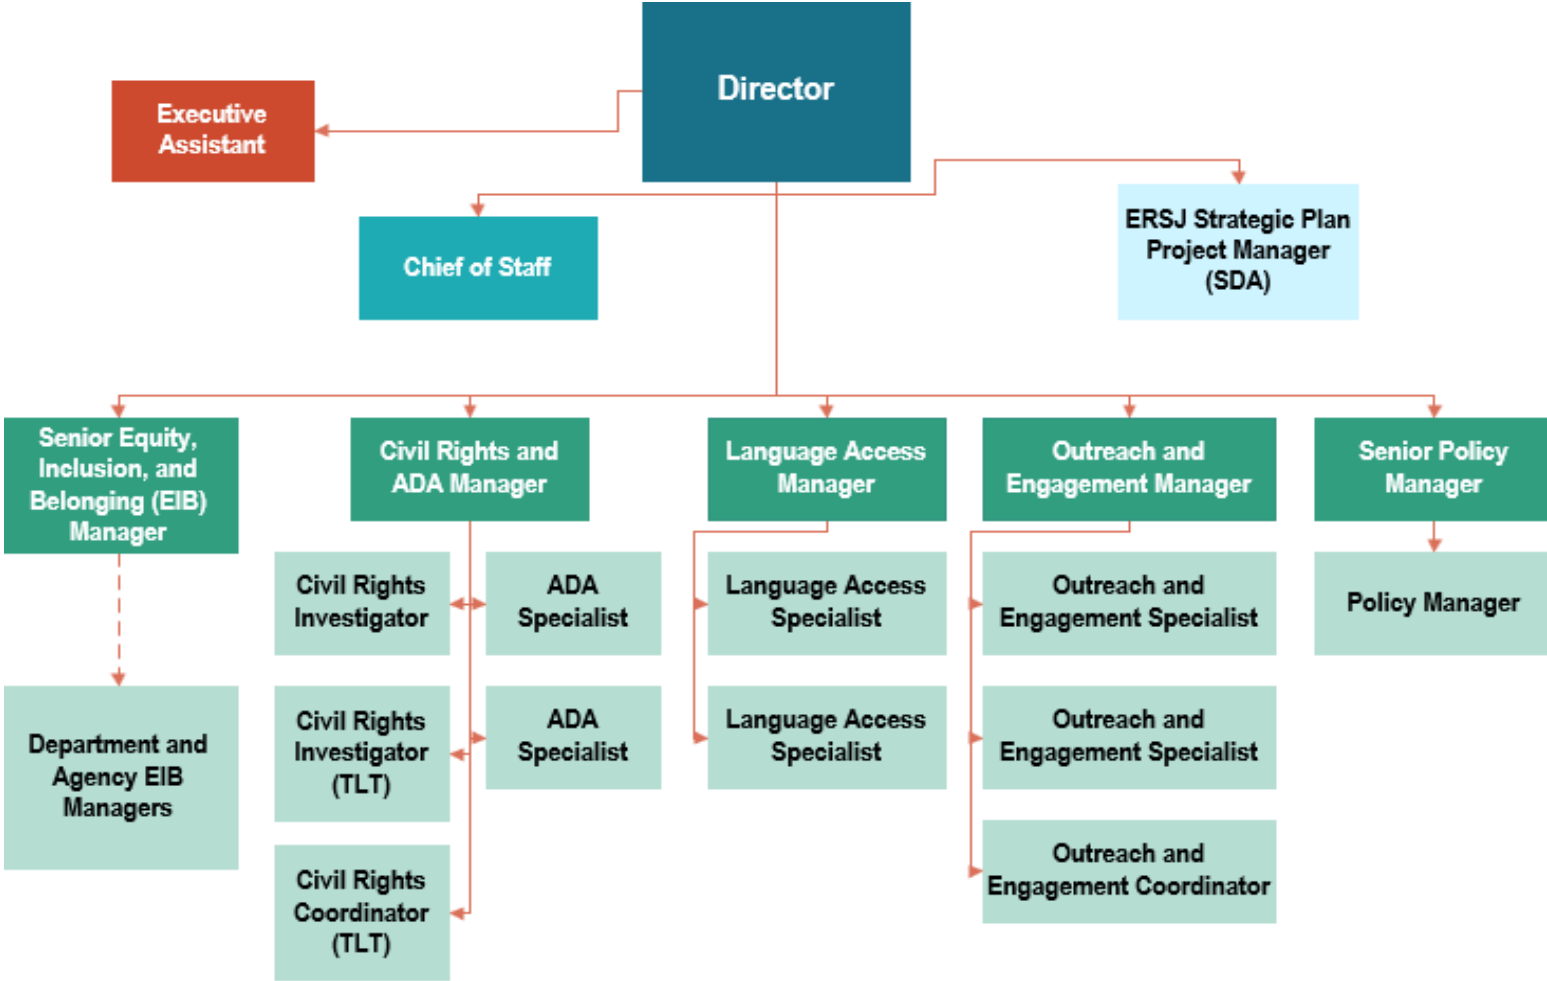 Director
Executive
Assistant
Chief of Staff
ERSJ Strategic Plan
Project Manager
(SDA)
Senior Equity,
Inclusion, and
Belonging (EIB)
Manager
Civil Rights and
ADA Manager
Language Access
Manager
Outreach and
Engagement Manager
Senior Policy
Manager
Department and
Agency EIB
Managers
Civil Rights
Investigator
ADA
Specialist
Civil Rights
Investigator
(TLT)
ADA
Specialist
Civil Rights
Coordinator
(TLT)
Language Access
Specialist
Language Access
Specialist
Outreach and
Engagement Specialist
Outreach and
Engagement Specialist
Outreach and
Engagement Coordinator
Policy Manager